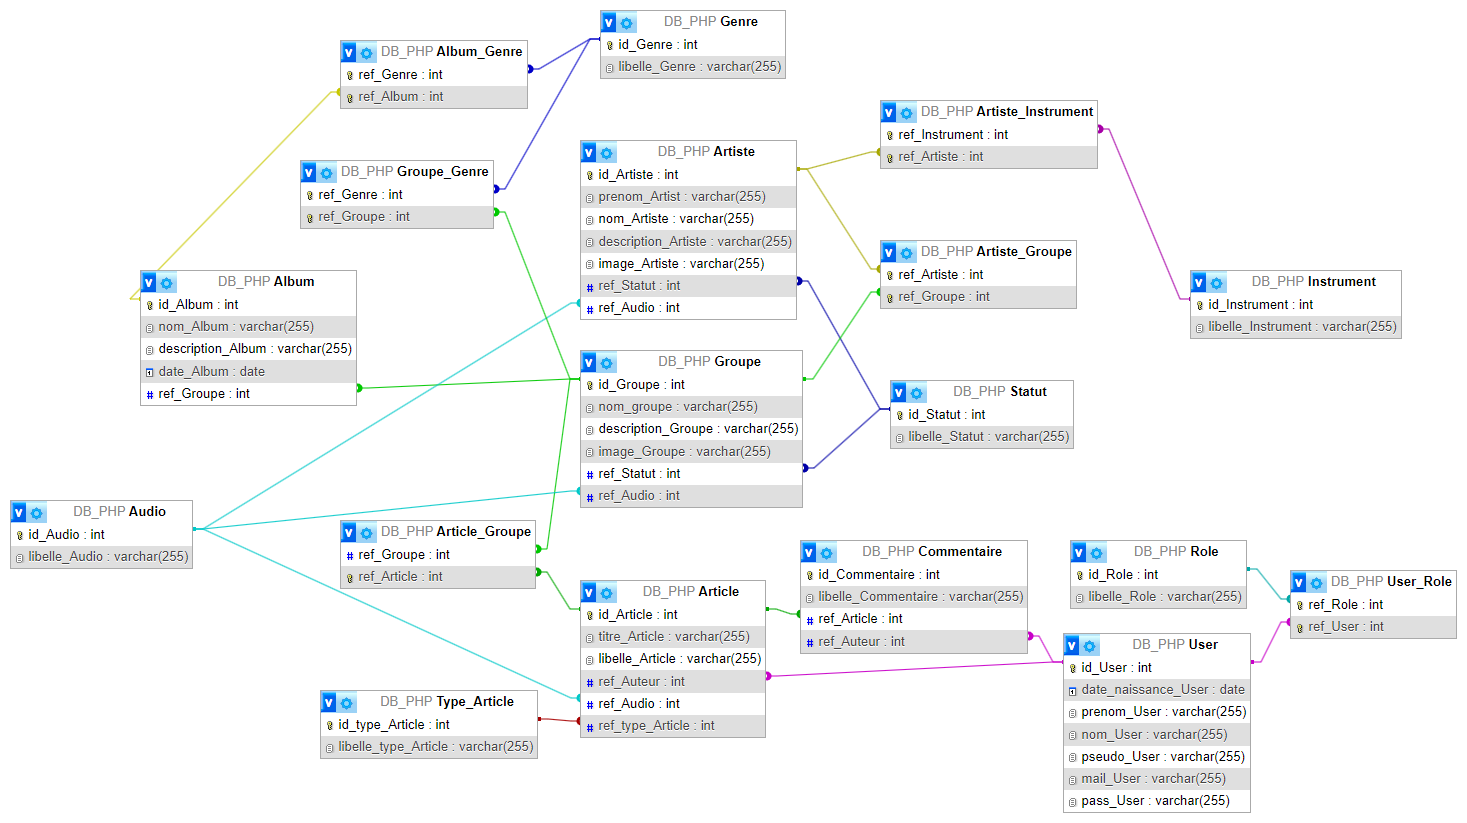 DB_PHP Genre
id_Genre : int
libelle_Genre : varchar(255)
DB_PHP Album_Genre
ref_Genre : int
ref_Album : int
DB_PHP Artiste_Instrument
ref_Instrument : int
ref_Artiste : int
DB_PHP Artiste
id_Artiste : int
prenom_Artist : varchar(255)
nom_Artiste : varchar(255)
description_Artiste : varchar(255)
image_Artiste : varchar(255)
ref_Statut : int
ref_Audio : int
DB_PHP Groupe_Genre
ref_Genre : int
ref_Groupe : int
DB_PHP Artiste_Groupe
ref_Artiste : int
ref_Groupe : int
DB_PHP Album
id_Album : int
nom_Album : varchar(255)
description_Album : varchar(255)
date_Album : date
ref_Groupe : int
DB_PHP Instrument
id_Instrument : int
libelle_Instrument : varchar(255)
DB_PHP Groupe
id_Groupe : int
nom_groupe : varchar(255)
description_Groupe : varchar(255)
image_Groupe : varchar(255)
ref_Statut : int
ref_Audio : int
DB_PHP Statut
id_Statut : int
libelle_Statut : varchar(255)
DB_PHP Audio
id_Audio : int
libelle_Audio : varchar(255)
DB_PHP Article_Groupe
ref_Groupe : int
ref_Article : int
DB_PHP Commentaire
id_Commentaire : int
libelle_Commentaire : varchar(255)
ref_Article : int
ref_Auteur : int
DB_PHP Role
id_Role : int
libelle_Role : varchar(255)
DB_PHP User_Role
ref_Role : int
ref_User : int
DB_PHP Article
id_Article : int
titre_Article : varchar(255)
libelle_Article : varchar(255)
ref_Auteur : int
ref_Audio : int
ref_type_Article : int
DB_PHP User
id_User : int
date_naissance_User : date
prenom_User : varchar(255)
nom_User : varchar(255)
pseudo_User : varchar(255)
mail_User : varchar(255)
pass_User : varchar(255)
DB_PHP Type_Article
id_type_Article : int
libelle_type_Article : varchar(255)